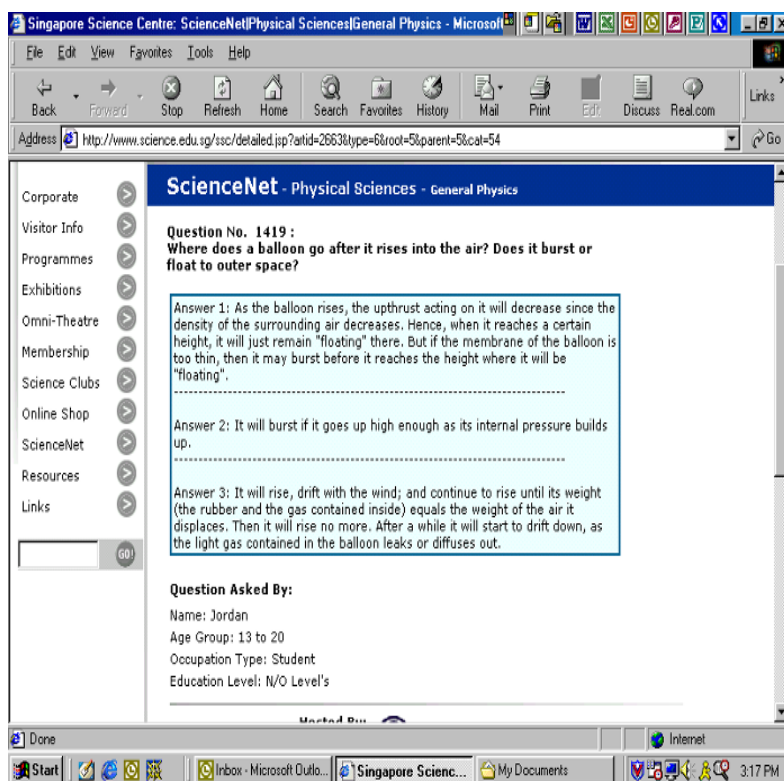 Singapore Science Centre: ScienceNet|Physical Sciences|General Physics - Microsoft
File Edit View Favorites Tools Help
Back Forward Stop Refresh Home Search Favorites History Mail Print Edit Discuss Real.com Links
Address http://www.science.edu.sg/ssc/detailed.jsp?artid=2663&type=6&root=5&parent=5&cat=54 Go
Corporate
Visitor Info
Programmes
Exhibitions
Omni-Theatre
Membership
Science Clubs
Online Shop
ScienceNet
Resources
Links
GO!
ScienceNet - Physical Sciences - General Physics
Question No. 1419 :
Where does a balloon go after it rises into the air? Does it burst or
float to outer space?
Answer 1: As the balloon rises, the upthrust acting on it will decrease since the
density of the surrounding air decreases. Hence, when it reaches a certain
height, it will just remain "floating" there. But if the membrane of the balloon is
too thin, then it may burst before it reaches the height where it will be
"floating".
Answer 2: It will burst if it goes up high enough as its internal pressure builds
up.
Answer 3: It will rise, drift with the wind; and continue to rise until its weight
(the rubber and the gas contained inside) equals the weight of the air it
displaces. Then it will rise no more. After a while it will start to drift down, as
the light gas contained in the balloon leaks or diffuses out.
Question Asked By:
Name: Jordan
Age Group: 13 to 20
Occupation Type: Student
Education Level: N/O Level's
Hosted By:
Done Internet
Start Inbox - Microsoft Outlo... Singapore Scienc... My Documents 3:17 PM